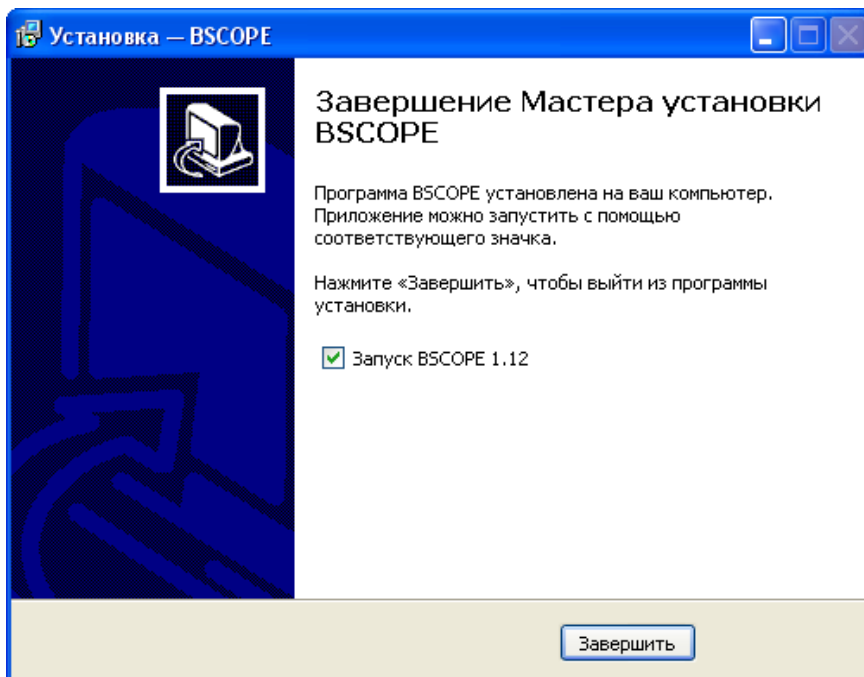 Установка — BSCOPE
Завершение Мастера установки
BSCOPE
Программа BSCOPE установлена на ваш компьютер.
Приложение можно запустить с помощью
соответствующего значка.
Нажмите «Завершить», чтобы выйти из программы
установки.
Запуск BSCOPE 1.12
Завершить